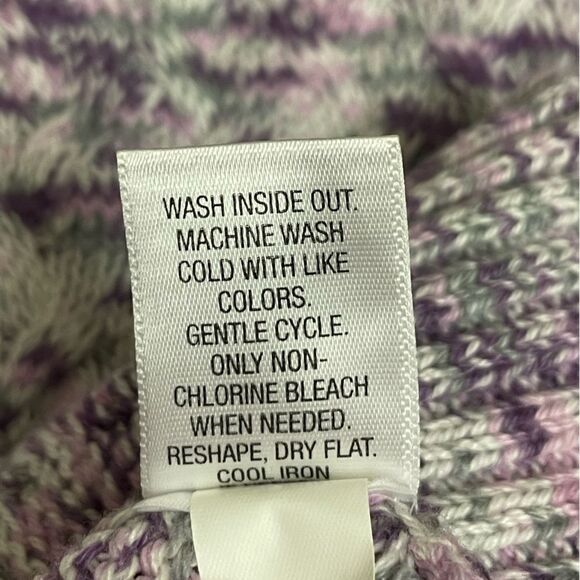 WASH INSIDE OUT.
MACHINE WASH
COLD WITH LIKE
COLORS.
GENTLE CYCLE.
ONLY NON-
CHLORINE BLEACH
WHEN NEEDED.
RESHAPE, DRY FLAT.
COOL IRON